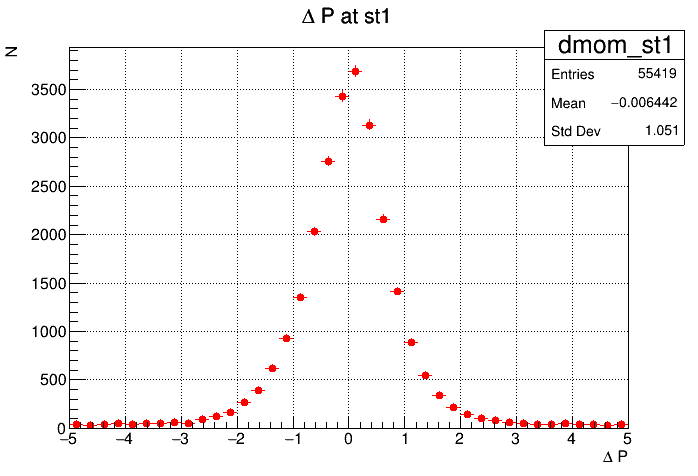 Δ P at st1
N
dmom_st1
Entries 55419
Mean −0.006442
Std Dev 1.051
3500
3000
2500
2000
1500
1000
500
0
−5 −4 −3 −2 −1 0 1 2 3 4 5
Δ P